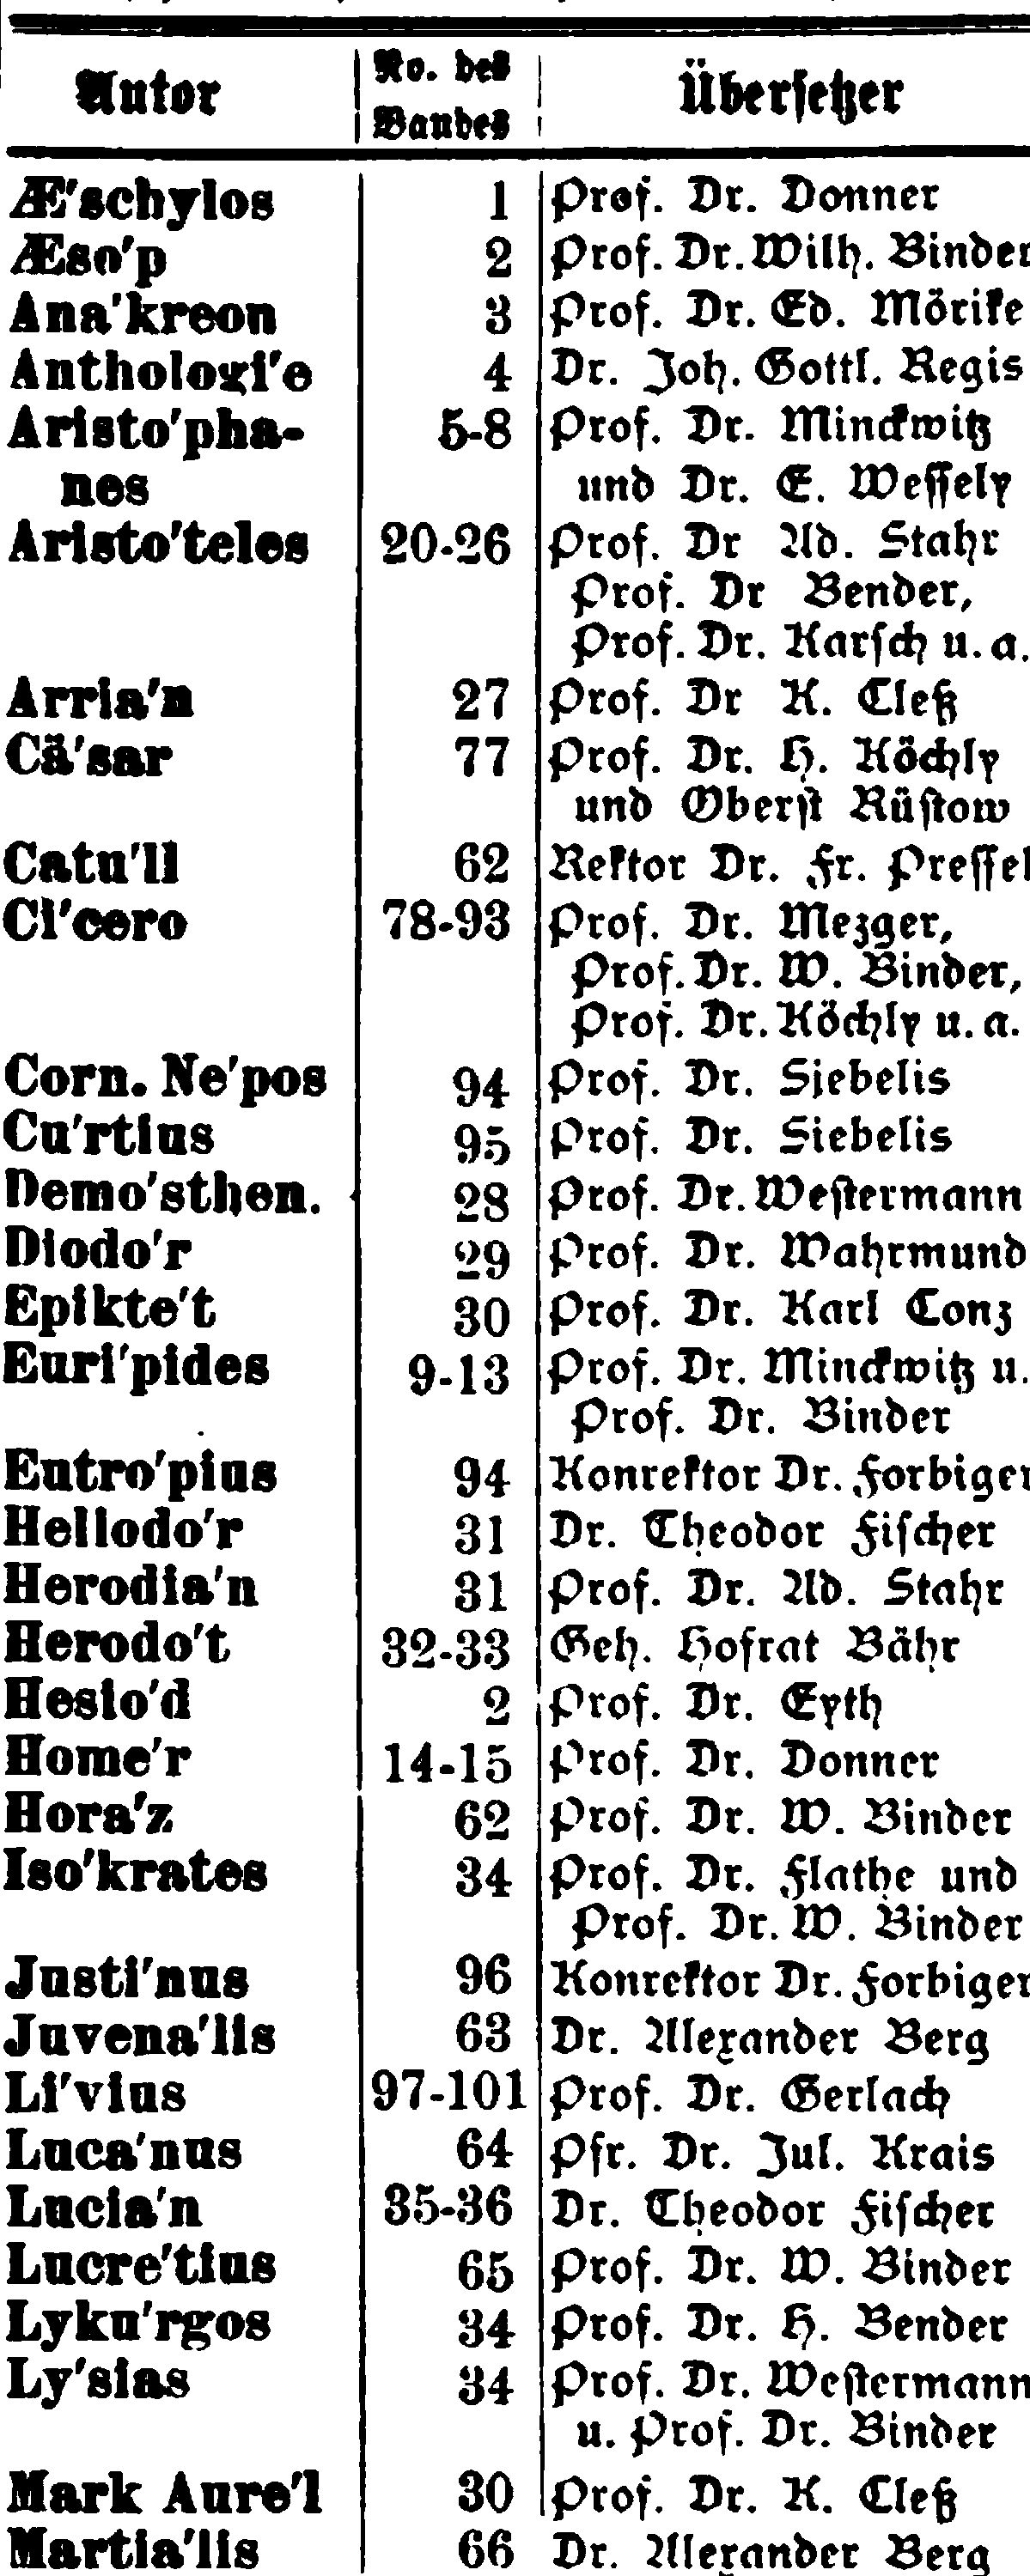 Autor No. des Bandes Übersetzer
Æ'schylos 1 Prof. Dr. Donner
Æso'p 2 Prof. Dr. Wilh. Binder
Ana'kreon 3 Prof. Dr. Ed. Mörike
Anthologi'e 4 Dr. Joh. Gottl. Regis
Aristo'pha- 5-8 Prof. Dr. Minckwitz
nes und Dr. E. Wessely
Aristo'teles 20-26 Prof. Dr Ad. Stahr
Prof. Dr Bender,
Prof. Dr. Karsch u. a.
Arria'n 27 Prof. Dr K. Cleß
Cä'sar 77 Prof. Dr. H. Köchly
und Oberst Rüstow
Catu'll 62 Rektor Dr. Fr. Pressel
Ci'cero 78-93 Prof. Dr. Mezger,
Prof. Dr. W. Binder,
Prof. Dr. Köchly u. a.
Corn. Ne'pos 94 Prof. Dr. Siebelis
Cu'rtius 95 Prof. Dr. Siebelis
Demo'sthen. 28 Prof. Dr. Westermann
Diodo'r 29 Prof. Dr. Wahrmund
Epikte't 30 Prof. Dr. Karl Conz
Euri'pides 9-13 Prof. Dr. Minckwitz u.
Prof. Dr. Binder
Eutro'pius 94 Konrektor Dr. Forbiger
Heliodo'r 31 Dr. Theodor Fischer
Herodia'n 31 Prof. Dr. Ad. Stahr
Herodo't 32-33 Geh. Hofrat Bähr
Hesio'd 2 Prof. Dr. Eyth
Home'r 14-15 Prof. Dr. Donner
Hora'z 62 Prof. Dr. W. Binder
Iso'krates 34 Prof. Dr. Flathe und
Prof. Dr. W. Binder
Justi'nus 96 Konrektor Dr. Forbiger
Juvena'lis 63 Dr. Alexander Berg
Li'vius 97-101 Prof. Dr. Gerlach
Luca'nus 64 Pfr. Dr. Jul. Krais
Lucia'n 35-36 Dr. Theodor Fischer
Lucre'tius 65 Prof. Dr. W. Binder
Lyku'rgos 34 Prof. Dr. H. Bender
Ly'sias 34 Prof. Dr. Westermann
u. Prof. Dr. Binder
Mark Aure'l 30 Prof. Dr. K. Cleß
Martia'lis 66 Dr. Alexander Berg